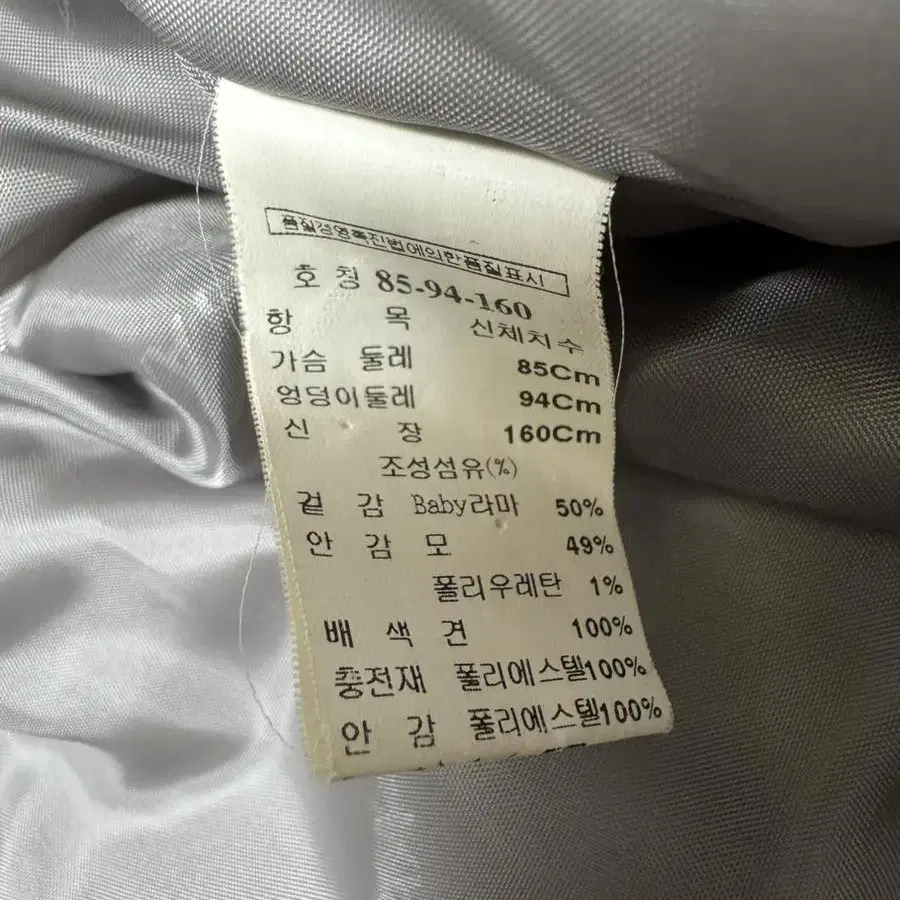 품질경영촉진법에의한품질표시
호 칭 85-94-160
항 목 신체치수
가슴 둘레 85Cm
엉덩이둘레 94Cm
신 장 160Cm
조성섬유(%)
겉 감 Baby라마 50%
안 감 모 49%
폴리우레탄 1%
배 색 견 100%
충전재 폴리에스텔100%
안 감 폴리에스텔100%